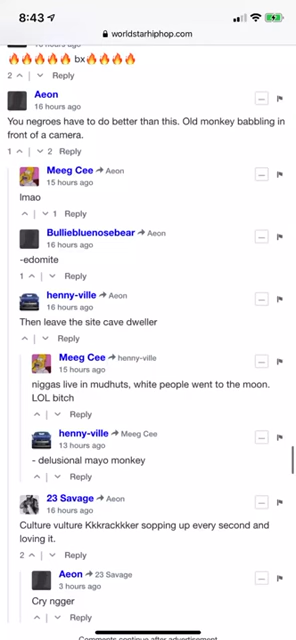 8:43
worldstarhiphop.com
bx
2 Reply
Aeon
16 hours ago
You negroes have to do better than this. Old monkey babbling in
front of a camera.
1 2 Reply
Meeg Cee Aeon
15 hours ago
lmao
1 Reply
Bulliebluenosebear Aeon
16 hours ago
-edomite
1 Reply
henny-ville Aeon
16 hours ago
Then leave the site cave dweller
Reply
Meeg Cee henny-ville
15 hours ago
niggas live in mudhuts, white people went to the moon.
LOL bitch
Reply
henny-ville Meeg Cee
13 hours ago
- delusional mayo monkey
Reply
23 Savage Aeon
16 hours ago
Culture vulture Kkkrackkker sopping up every second and
loving it.
2 Reply
Aeon 23 Savage
3 hours ago
Cry ngger
Reply
Comments continue after advertisement